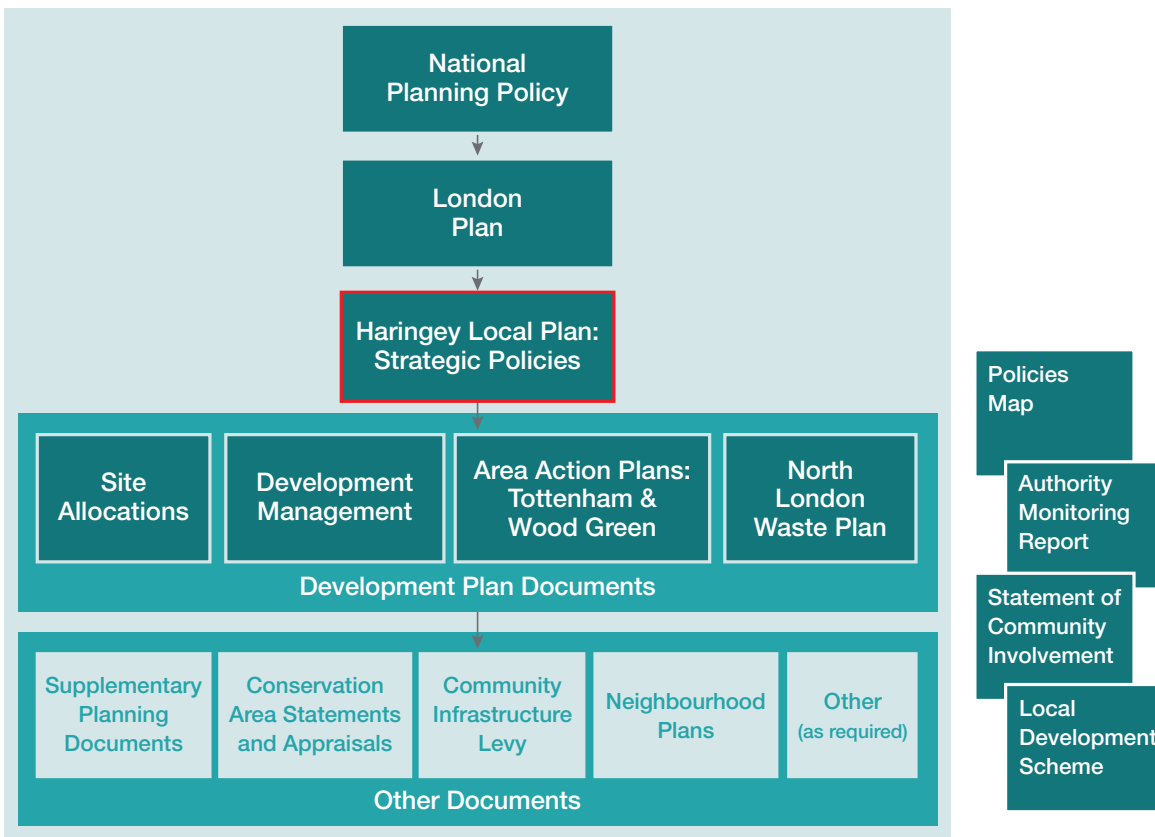 National
Planning Policy
London
Plan
Haringey Local Plan:
Strategic Policies
Site
Allocations
Development
Management
Area Action Plans:
Tottenham &
Wood Green
North
London
Waste Plan
Development Plan Documents
Supplementary
Planning
Documents
Conservation
Area Statements
and Appraisals
Community
Infrastructure
Levy
Neighbourhood
Plans
Other
(as required)
Other Documents
Policies
Map
Authority
Monitoring
Report
Statement of
Community
Involvement
Local
Development
Scheme